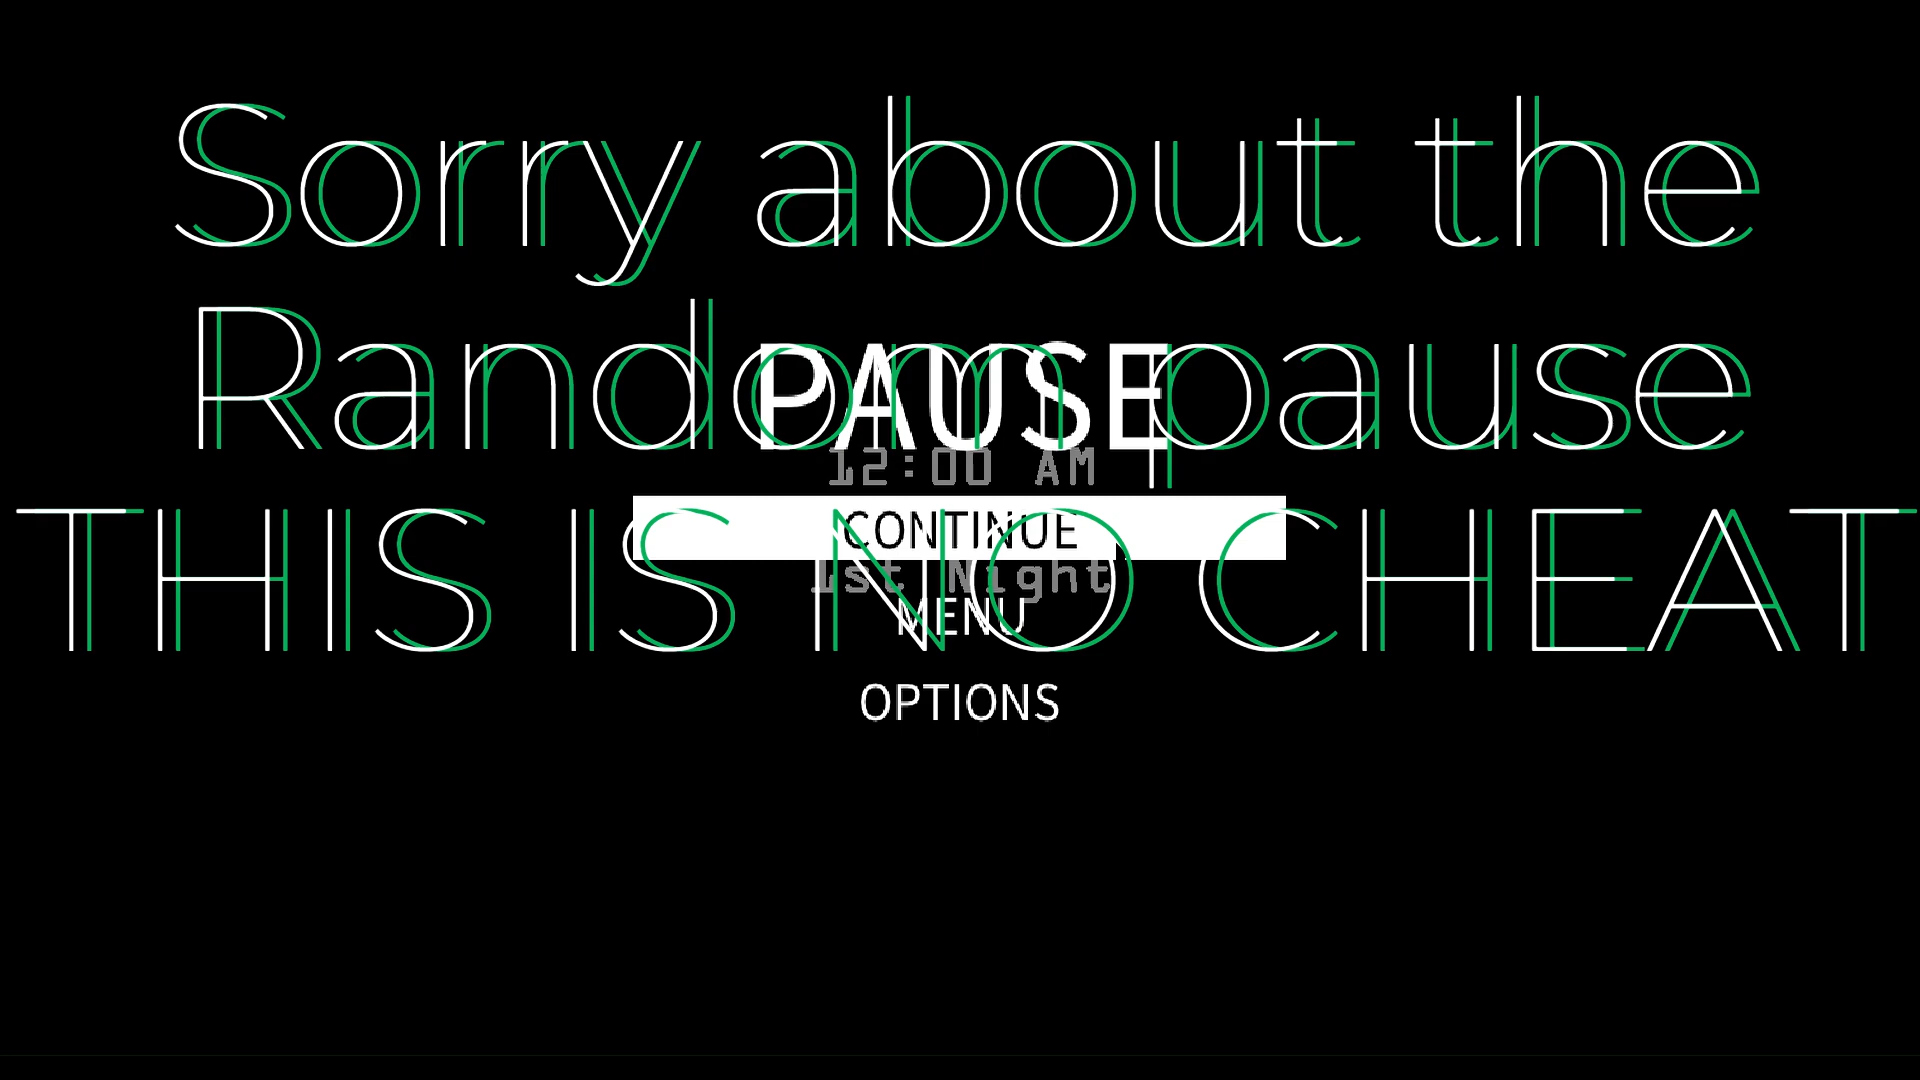 Sorry about the
Random pause
PAUSE
12:00 AM
THIS IS NO CHEAT
CONTINUE
1st Night
MENU
OPTIONS